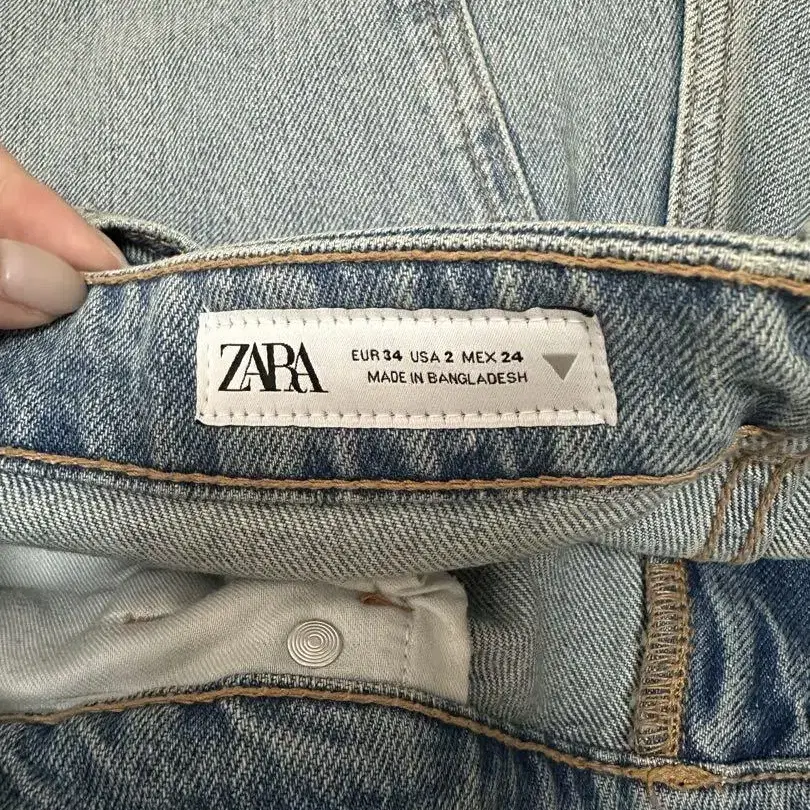 ZARA
EUR 34 USA 2 MEX 24
MADE IN BANGLADESH